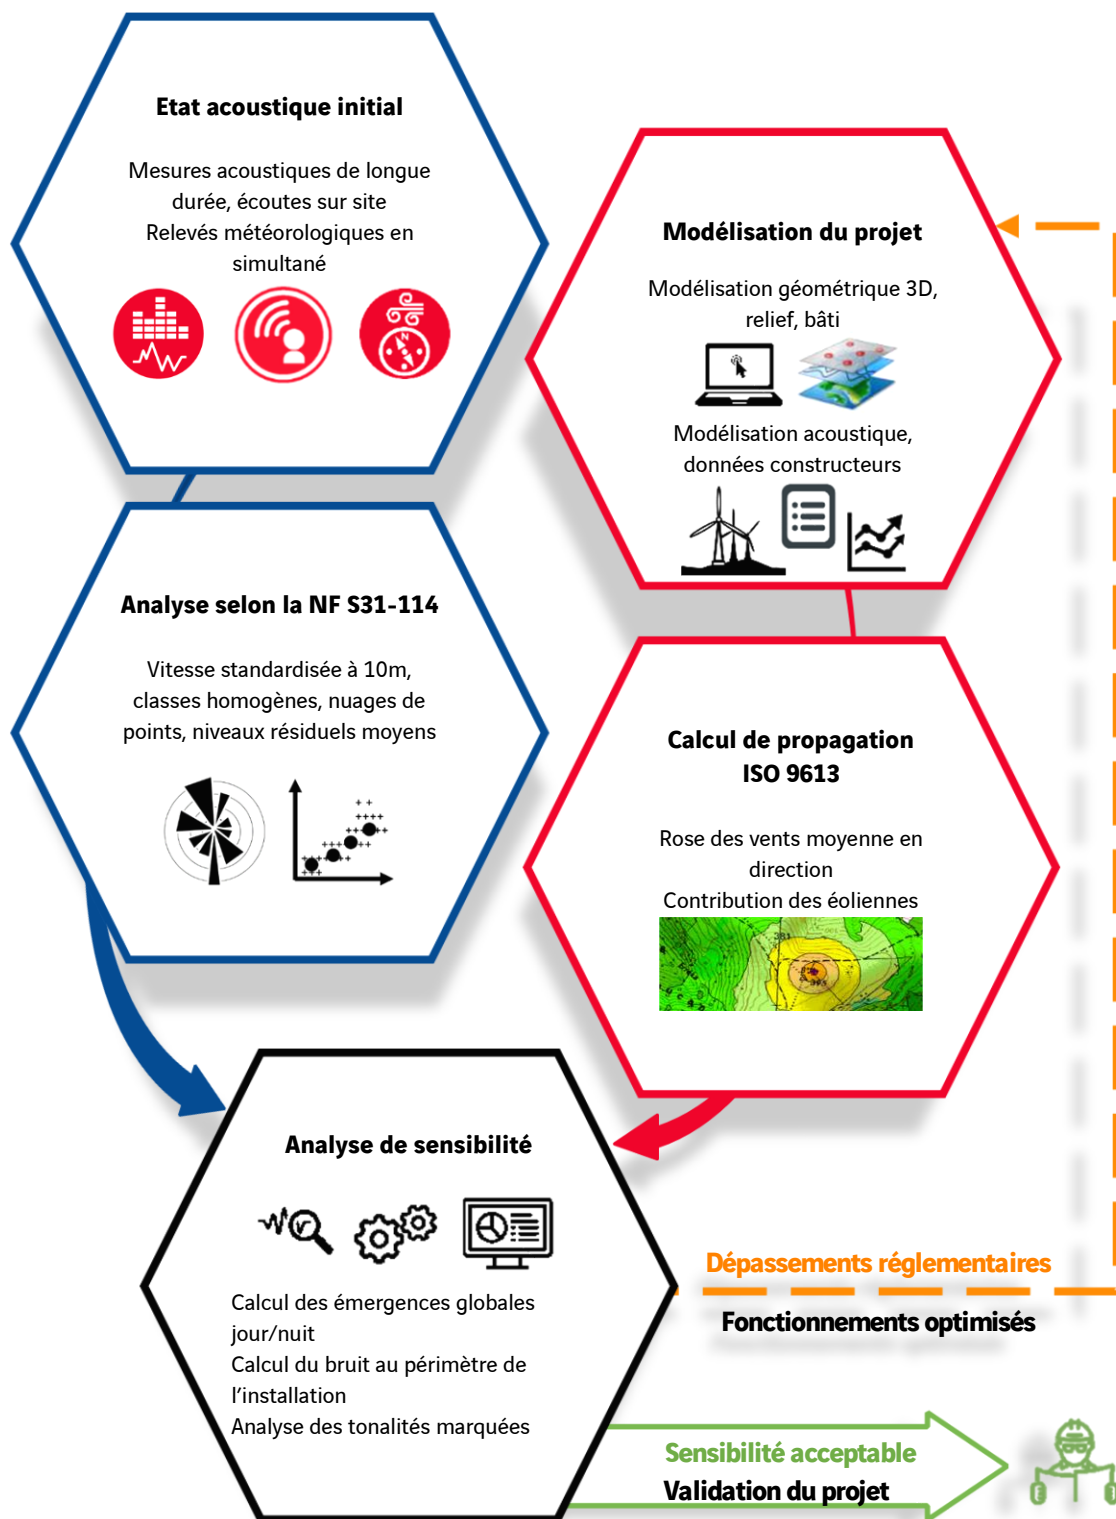 Etat acoustique initial
Mesures acoustiques de longue
durée, écoutes sur site
Relevés météorologiques en
simultané
N
Modélisation du projet
Modélisation géométrique 3D,
relief, bâti
Modélisation acoustique,
données constructeurs
Analyse selon la NF S31-114
Vitesse standardisée à 10m,
classes homogènes, nuages de
points, niveaux résiduels moyens
Calcul de propagation
ISO 9613
Rose des vents moyenne en
direction
Contribution des éoliennes
381
Analyse de sensibilité
Calcul des émergences globales
jour/nuit
Calcul du bruit au périmètre de
l'installation
Analyse des tonalités marquées
Dépassements réglementaires
Fonctionnements optimisés
Sensibilité acceptable
Validation du projet